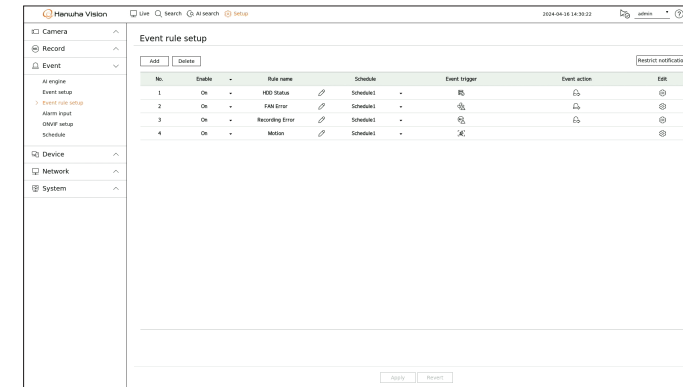 Hanwha Vision
Live Search AI search Setup 2024-04-16 14:30:22 admin
Camera
Record
Event
AI engine
Event setup
Event rule setup
Alarm input
ONVIF setup
Schedule
Device
Network
System
Event rule setup
Add Delete Restrict notificatio
No. Enable Rule name Schedule Event trigger Event action Edit
1 On HDD Status Schedule1
2 On FAN Error Schedule1
3 On Recording Error Schedule1
4 On Motion Schedule1
Apply Revert